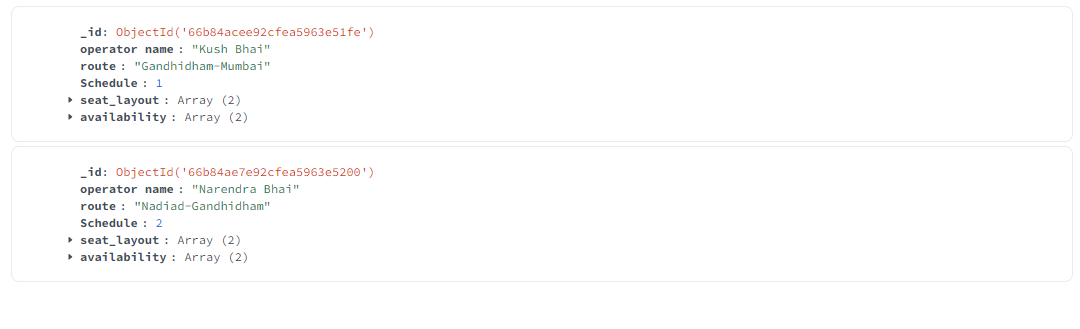 _id: ObjectId('66b84acee92cfea5963e51fe')
operator name : "Kush Bhai"
route : "Gandhidham-Mumbai"
Schedule : 1
seat_layout : Array (2)
availability : Array (2)
_id: ObjectId('66b84ae7e92cfea5963e5200')
operator name : "Narendra Bhai"
route : "Nadiad-Gandhidham"
Schedule : 2
seat_layout : Array (2)
availability : Array (2)